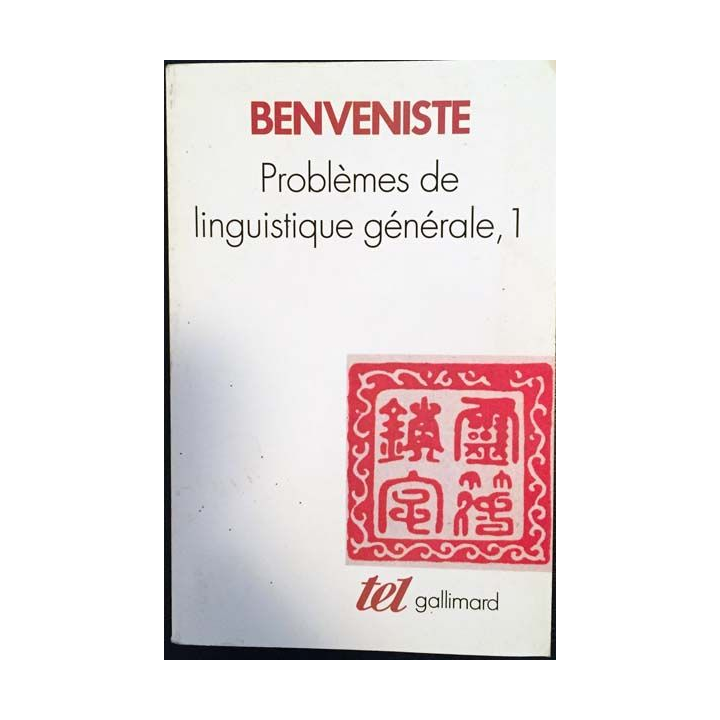 BENVENISTE
Problèmes de
linguistique générale, 1
tel gallimard